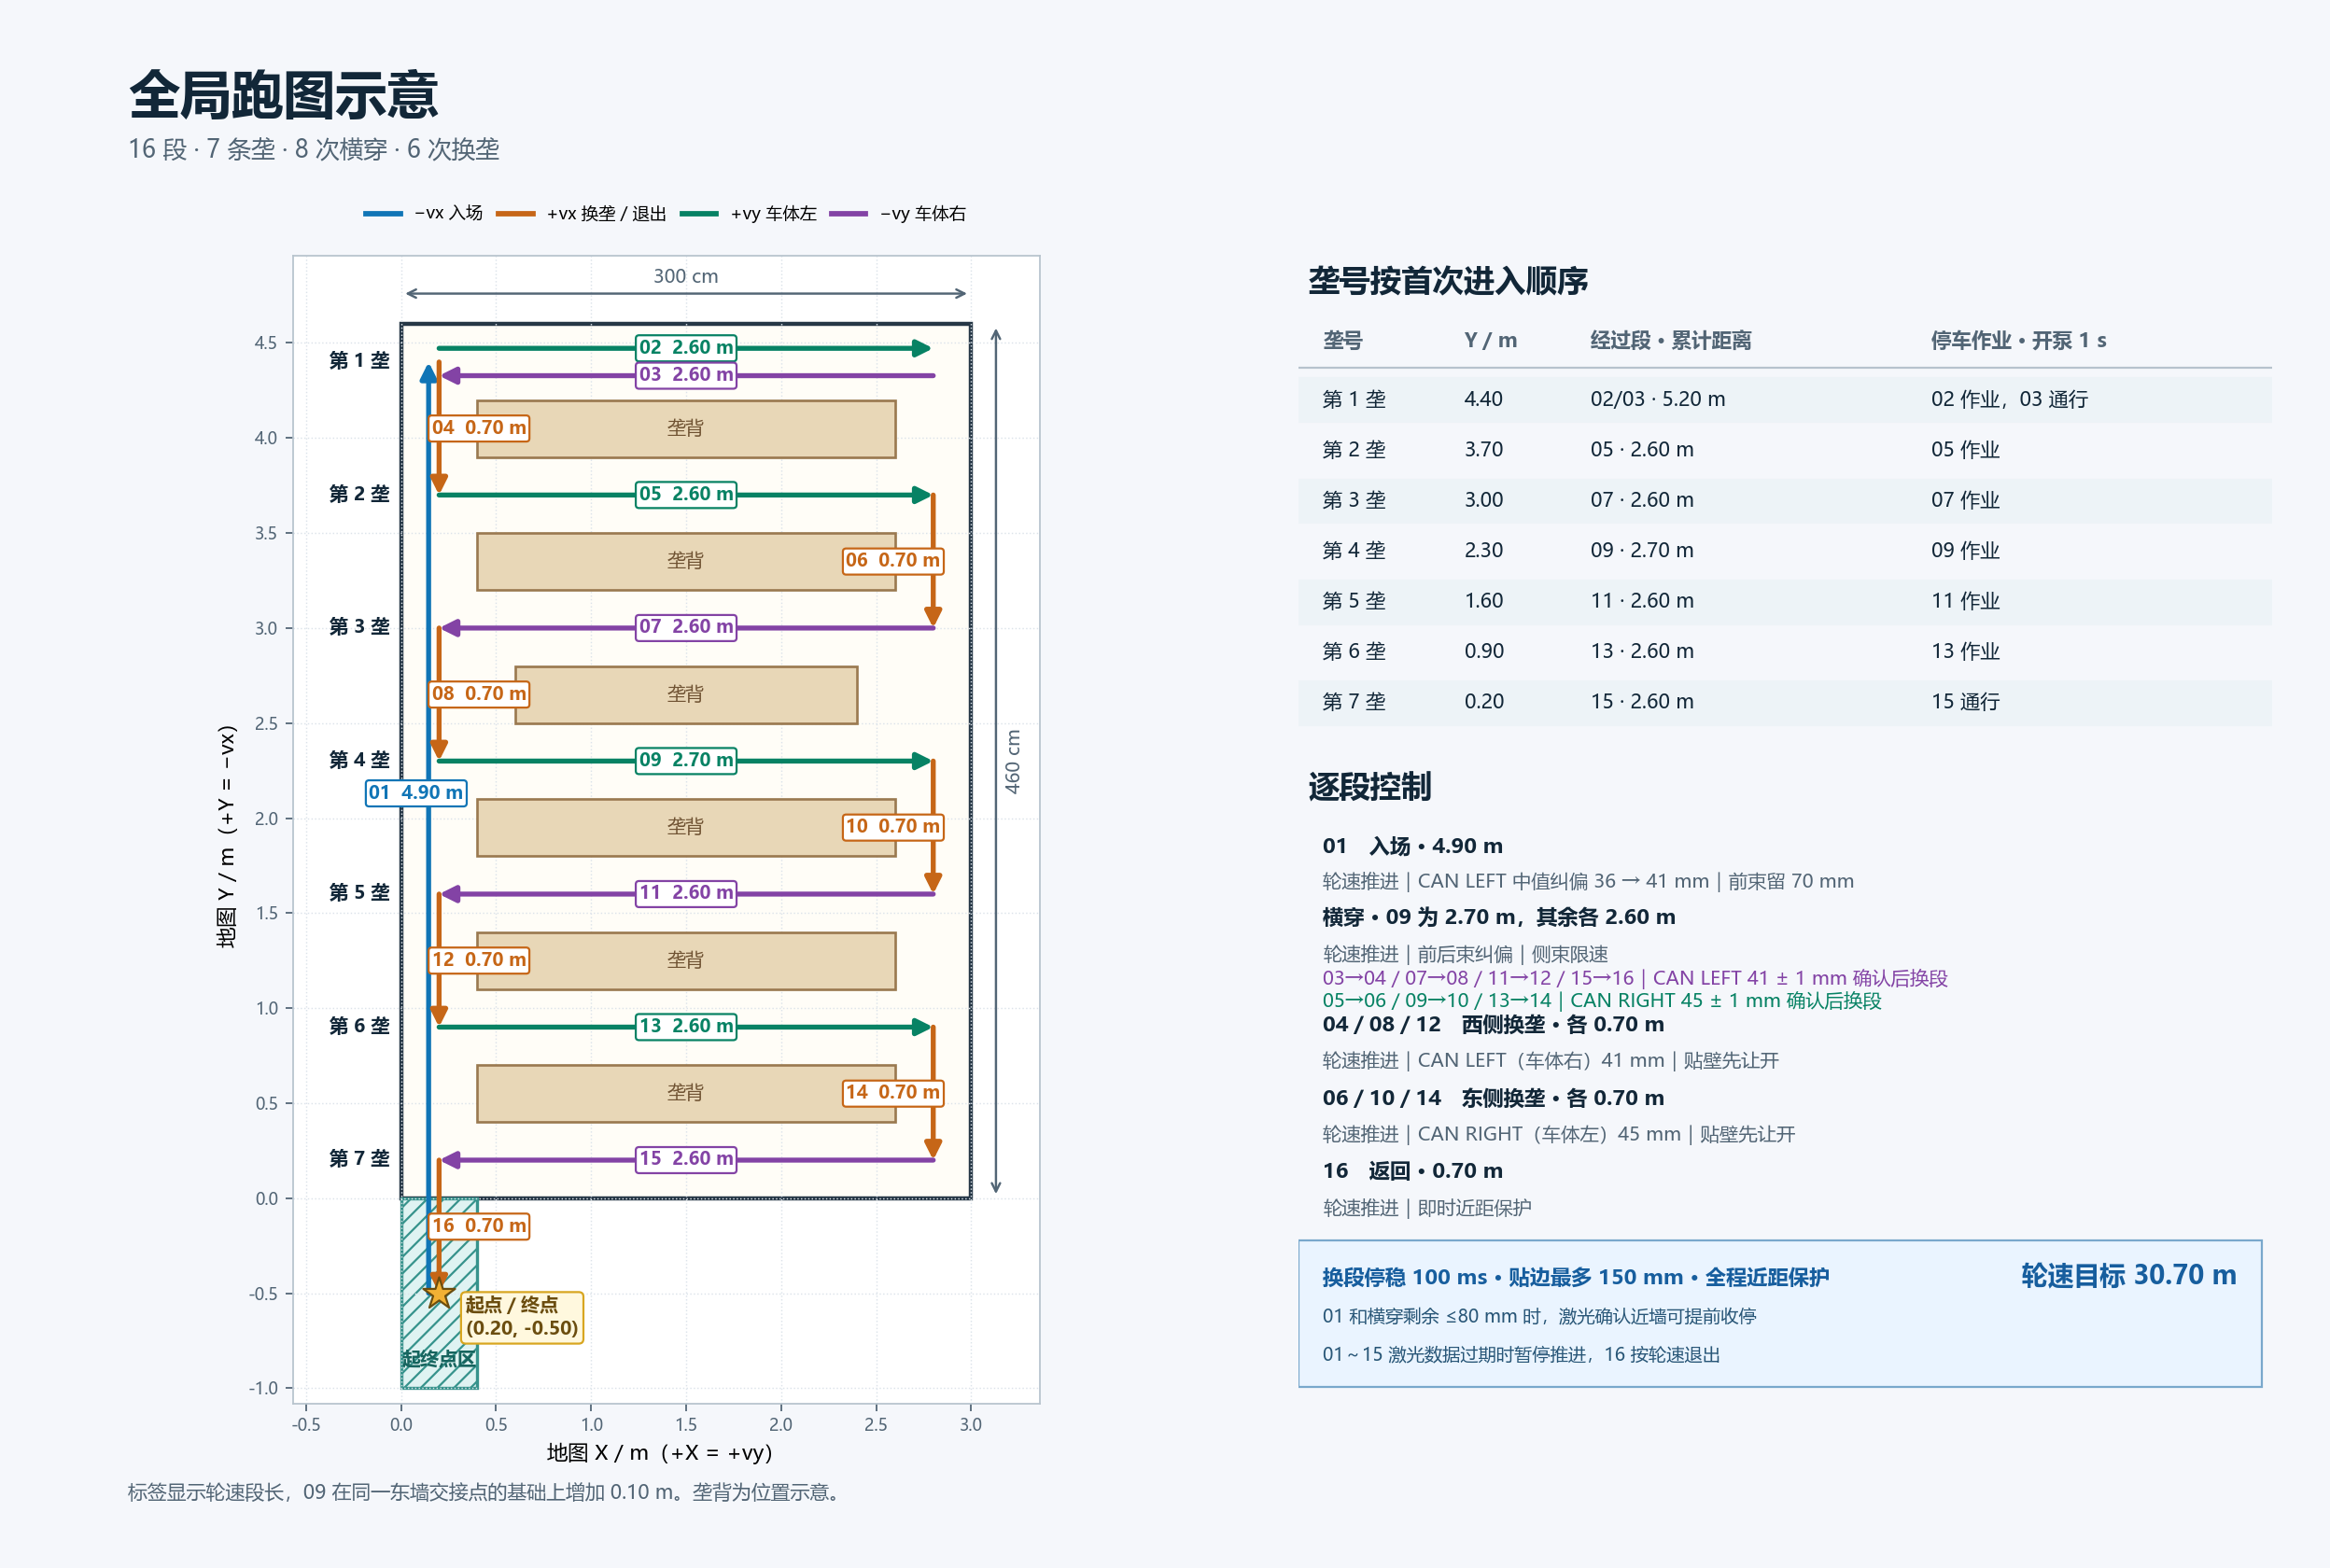 全局跑图示意
16 段 · 7 条垄 · 8 次横穿 · 6 次换垄
−vx 入场
+vx 换垄 / 退出
+vy 车体左
−vy 车体右
300 cm
460 cm
4.5
4.0
3.5
3.0
2.5
2.0
1.5
1.0
0.5
0.0
-0.5
-1.0
地图 Y / m（+Y = −vx）
第 1 垄
02 2.60 m
03 2.60 m
04 0.70 m
垄背
第 2 垄
05 2.60 m
垄背
06 0.70 m
第 3 垄
07 2.60 m
08 0.70 m
垄背
第 4 垄
09 2.70 m
01 4.90 m
垄背
10 0.70 m
第 5 垄
11 2.60 m
12 0.70 m
垄背
第 6 垄
13 2.60 m
垄背
14 0.70 m
第 7 垄
15 2.60 m
16 0.70 m
起点 / 终点
(0.20, -0.50)
起终点区
-0.5
0.0
0.5
1.0
1.5
2.0
2.5
3.0
地图 X / m（+X = +vy）
标签显示轮速段长，09 在同一东墙交接点的基础上增加 0.10 m。垄背为位置示意。
垄号按首次进入顺序
垄号 Y / m 经过段 • 累计距离 停车作业 • 开泵 1 s
第 1 垄 4.40 02/03 · 5.20 m 02 作业，03 通行
第 2 垄 3.70 05 · 2.60 m 05 作业
第 3 垄 3.00 07 · 2.60 m 07 作业
第 4 垄 2.30 09 · 2.70 m 09 作业
第 5 垄 1.60 11 · 2.60 m 11 作业
第 6 垄 0.90 13 · 2.60 m 13 作业
第 7 垄 0.20 15 · 2.60 m 15 通行
逐段控制
01 入场 • 4.90 m
轮速推进｜CAN LEFT 中值纠偏 36 → 41 mm｜前束留 70 mm
横穿 • 09 为 2.70 m，其余各 2.60 m
轮速推进｜前后束纠偏｜侧束限速
03→04 / 07→08 / 11→12 / 15→16｜CAN LEFT 41 ± 1 mm 确认后换段
05→06 / 09→10 / 13→14｜CAN RIGHT 45 ± 1 mm 确认后换段
04 / 08 / 12 西侧换垄 • 各 0.70 m
轮速推进｜CAN LEFT（车体右）41 mm｜贴壁先让开
06 / 10 / 14 东侧换垄 • 各 0.70 m
轮速推进｜CAN RIGHT（车体左）45 mm｜贴壁先让开
16 返回 • 0.70 m
轮速推进｜即时近距保护
换段停稳 100 ms • 贴边最多 150 mm • 全程近距保护
轮速目标 30.70 m
01 和横穿剩余 ≤80 mm 时，激光确认近墙可提前收停
01～15 激光数据过期时暂停推进，16 按轮速退出